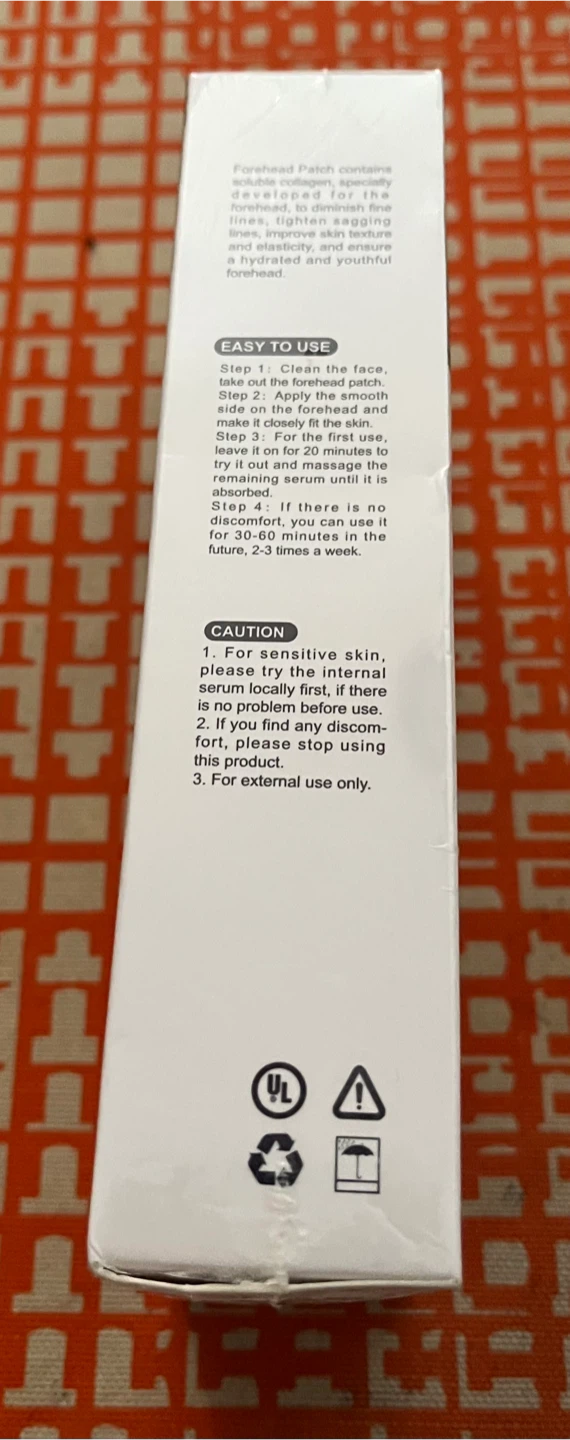 Forehead Patch contains
soluble collagen, specially
developed for the
forehead, to diminish fine
lines, tighten sagging
lines, improve skin texture
and elasticity, and ensure
a hydrated and youthful
forehead.
EASY TO USE
Step 1: Clean the face,
take out the forehead patch.
Step 2: Apply the smooth
side on the forehead and
make it closely fit the skin.
Step 3: For the first use,
leave it on for 20 minutes to
try it out and massage the
remaining serum until it is
absorbed.
Step 4: If there is no
discomfort, you can use it
for 30-60 minutes in the
future, 2-3 times a week.
CAUTION
1. For sensitive skin,
please try the internal
serum locally first, if there
is no problem before use.
2. If you find any discom-
fort, please stop using
this product.
3. For external use only.
UL